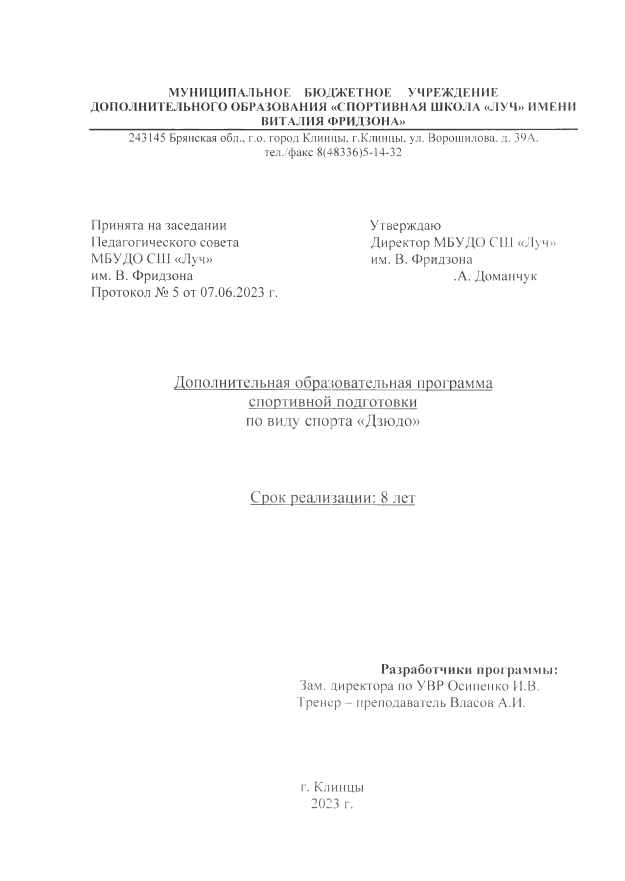 МУНИЦИПАЛЬНОЕ БЮДЖЕТНОЕ УЧРЕЖДЕНИЕ
ДОПОЛНИТЕЛЬНОГО ОБРАЗОВАНИЯ «СПОРТИВНАЯ ШКОЛА «ЛУЧ» ИМЕНИ
ВИТАЛИЯ ФРИДЗОНА»
243145 Брянская обл., г.о. город Клинцы, г.Клинцы, ул. Ворошилова, д. 39А,
тел./факс 8(48336)5-14-32
Принята на заседании
Педагогического совета
МБУДО СШ «Луч»
им. В. Фридзона
Протокол № 5 от 07.06.2023 г.
Утверждаю
Директор МБУДО СШ «Луч»
им. В. Фридзона
.А. Доманчук
Дополнительная образовательная программа
спортивной подготовки
по виду спорта «Дзюдо»
Срок реализации: 8 лет
Разработчики программы:
Зам. директора по УВР Осипенко И.В.
Тренер – преподаватель Власов А.И.
г. Клинцы
2023 г.